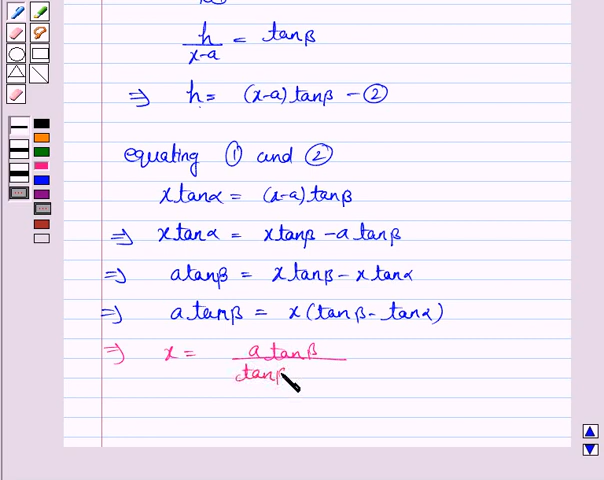 h/(x-a) = tanβ
⇒ h = (x-a) tanβ - ②
equating ① and ②
x tanα = (x-a) tanβ
⇒ x tanα = x tanβ - a tanβ
⇒ a tanβ = x tanβ - x tanα
⇒ a tanβ = x (tanβ - tanα)
⇒ x = a tanβ / tanβ